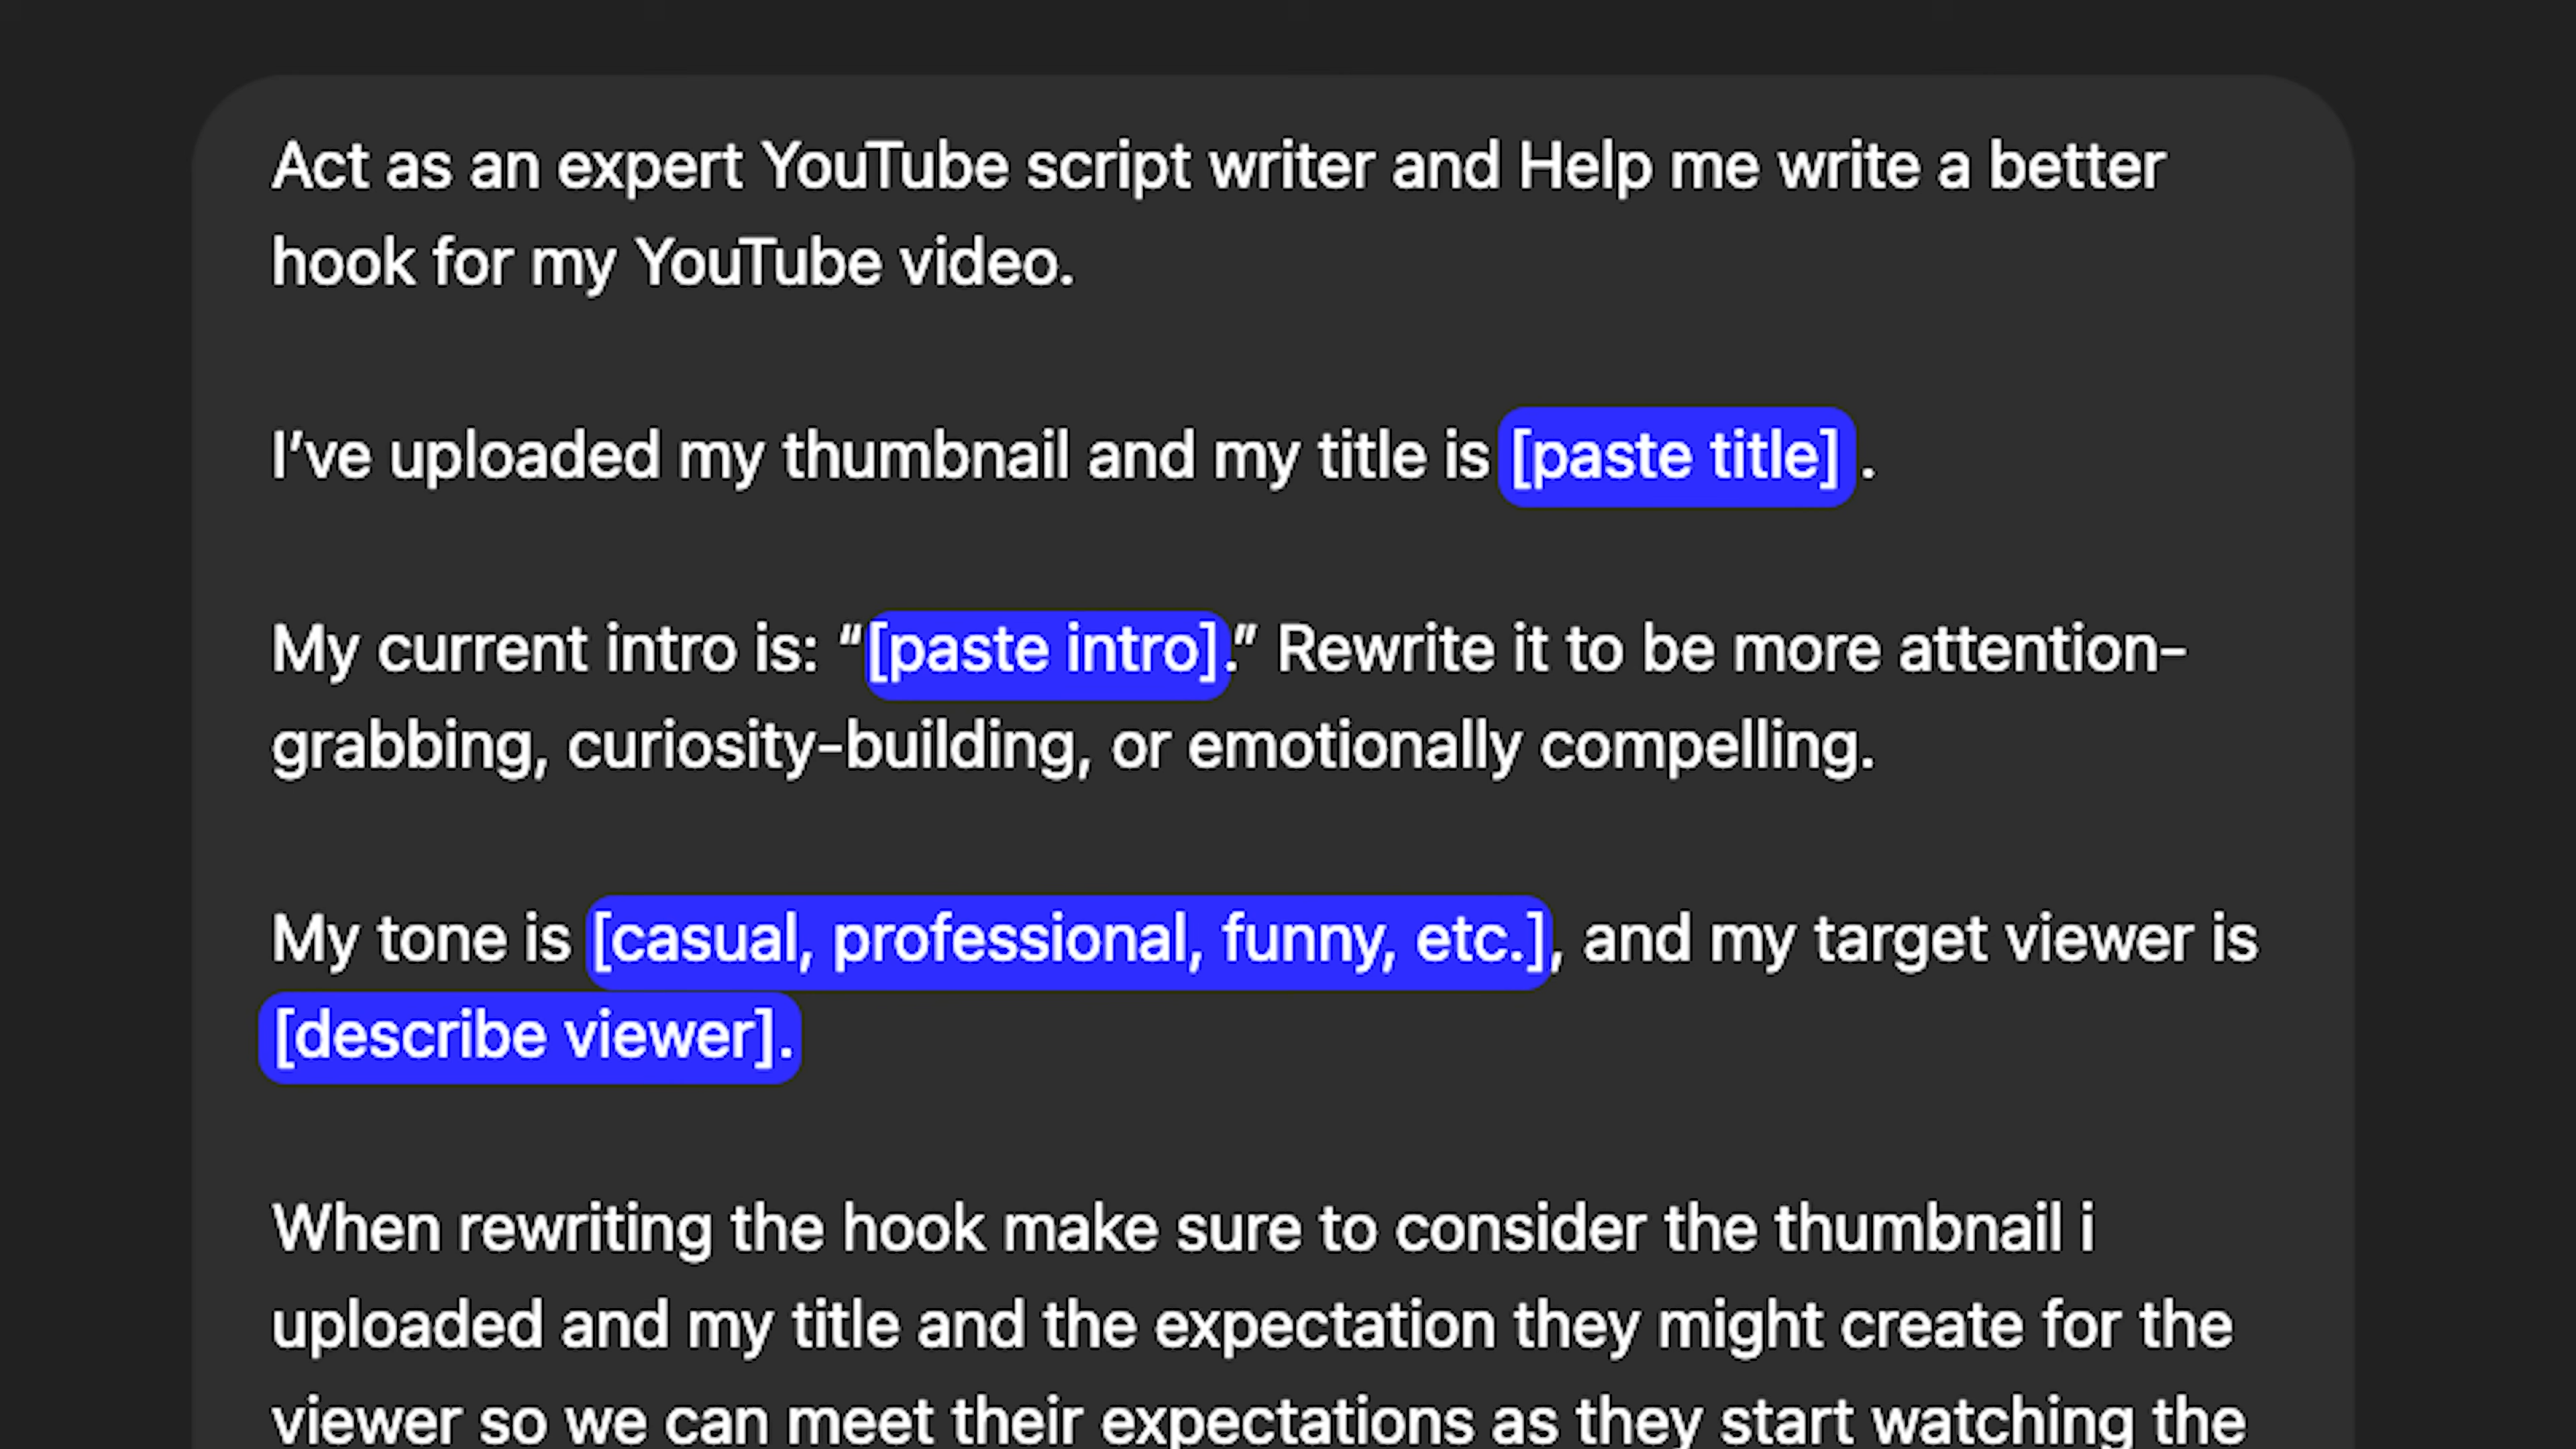 Act as an expert YouTube script writer and Help me write a better
hook for my YouTube video.
I’ve uploaded my thumbnail and my title is [paste title] .
My current intro is: “[paste intro].” Rewrite it to be more attention-
grabbing, curiosity-building, or emotionally compelling.
My tone is [casual, professional, funny, etc.], and my target viewer is
[describe viewer].
When rewriting the hook make sure to consider the thumbnail i
uploaded and my title and the expectation they might create for the
viewer so we can meet their expectations as they start watching the